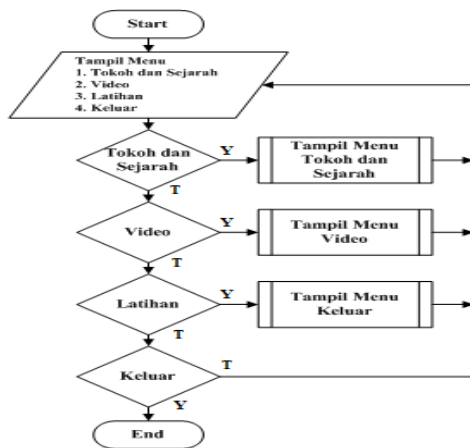 Start
Tampil Menu
1. Tokoh dan Sejarah
2. Video
3. Latihan
4. Keluar
Tokoh dan
Sejarah
Y
Tampil Menu
Tokoh dan
Sejarah
T
Video
Y
Tampil Menu
Video
T
Latihan
Y
Tampil Menu
Keluar
T
Keluar
T
Y
End